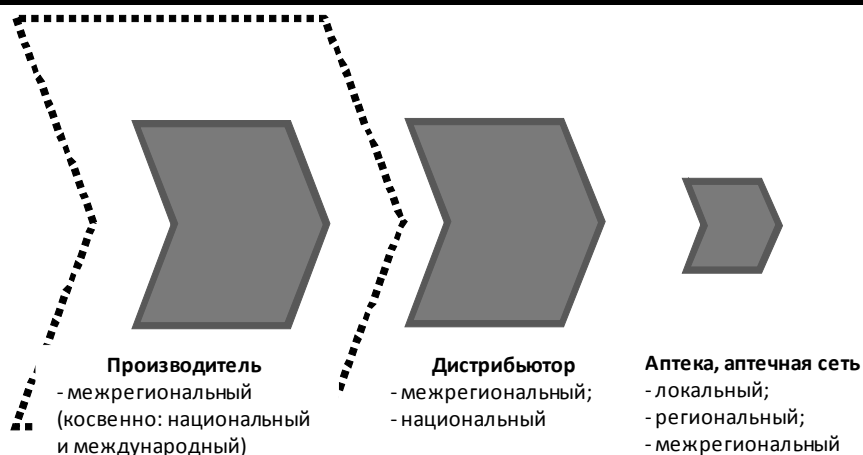 Производитель
- межрегиональный
(косвенно: национальный
и международный)
Дистрибьютор
- межрегиональный;
- национальный
Аптека, аптечная сеть
- локальный;
- региональный;
- межрегиональный